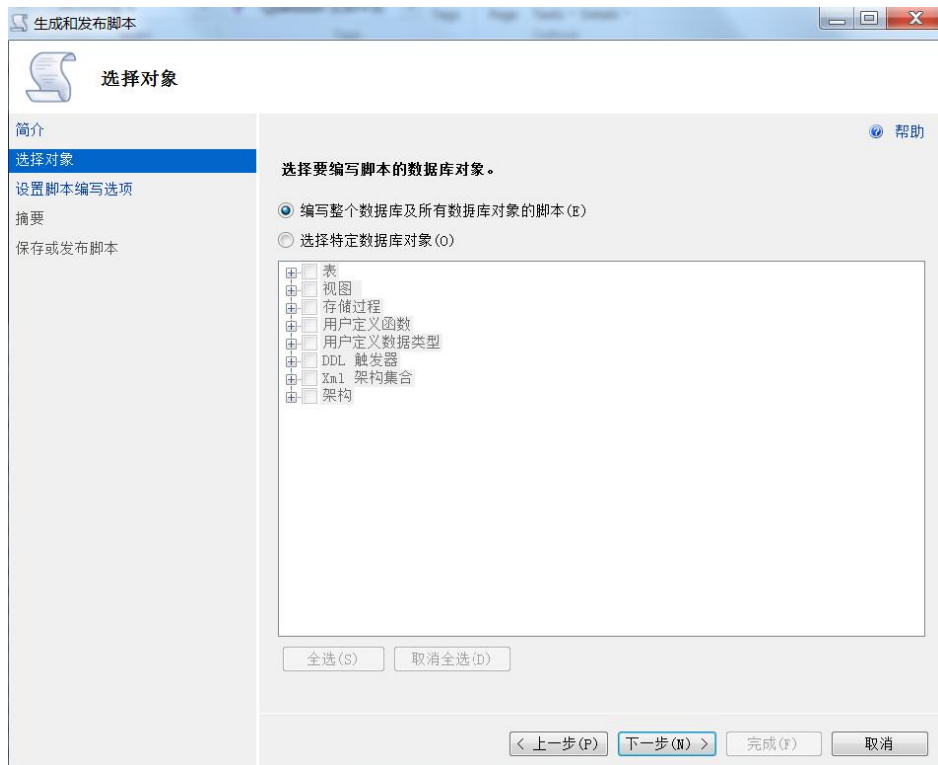 生成和发布脚本
选择对象
简介
帮助
选择对象
设置脚本编写选项
摘要
保存或发布脚本
选择要编写脚本的数据库对象。
编写整个数据库及所有数据库对象的脚本(E)
选择特定数据库对象(O)
表
视图
存储过程
用户定义函数
用户定义数据类型
DDL 触发器
Xml 架构集合
架构
全选(S)
取消全选(D)
< 上一步(P)
下一步(N) >
完成(F)
取消